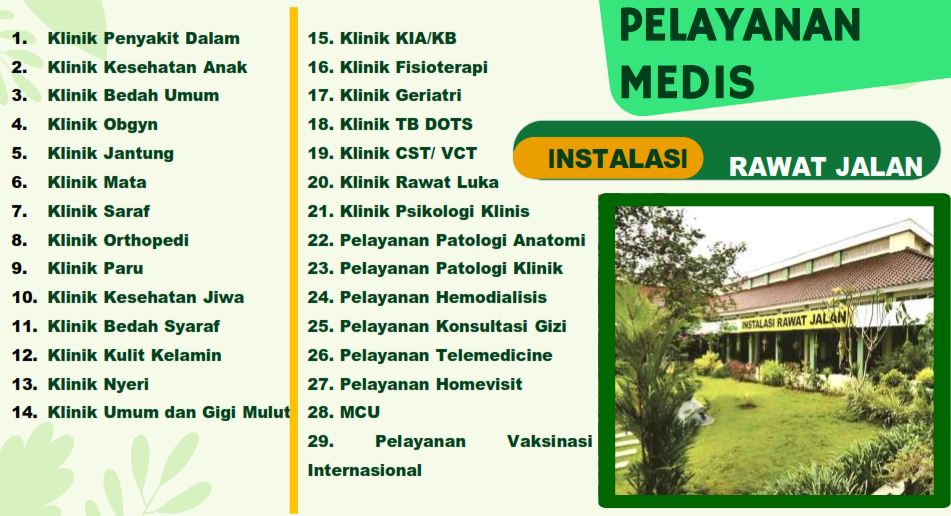 PELAYANAN
MEDIS
INSTALASI RAWAT JALAN
1. Klinik Penyakit Dalam
2. Klinik Kesehatan Anak
3. Klinik Bedah Umum
4. Klinik Obgyn
5. Klinik Jantung
6. Klinik Mata
7. Klinik Saraf
8. Klinik Orthopedi
9. Klinik Paru
10. Klinik Kesehatan Jiwa
11. Klinik Bedah Syaraf
12. Klinik Kulit Kelamin
13. Klinik Nyeri
14. Klinik Umum dan Gigi Mulut
15. Klinik KIA/KB
16. Klinik Fisioterapi
17. Klinik Geriatri
18. Klinik TB DOTS
19. Klinik CST/ VCT
20. Klinik Rawat Luka
21. Klinik Psikologi Klinis
22. Pelayanan Patologi Anatomi
23. Pelayanan Patologi Klinik
24. Pelayanan Hemodialisis
25. Pelayanan Konsultasi Gizi
26. Pelayanan Telemedicine
27. Pelayanan Homevisit
28. MCU
29. Pelayanan Vaksinasi
Internasional
INSTALASI RAWAT JALAN